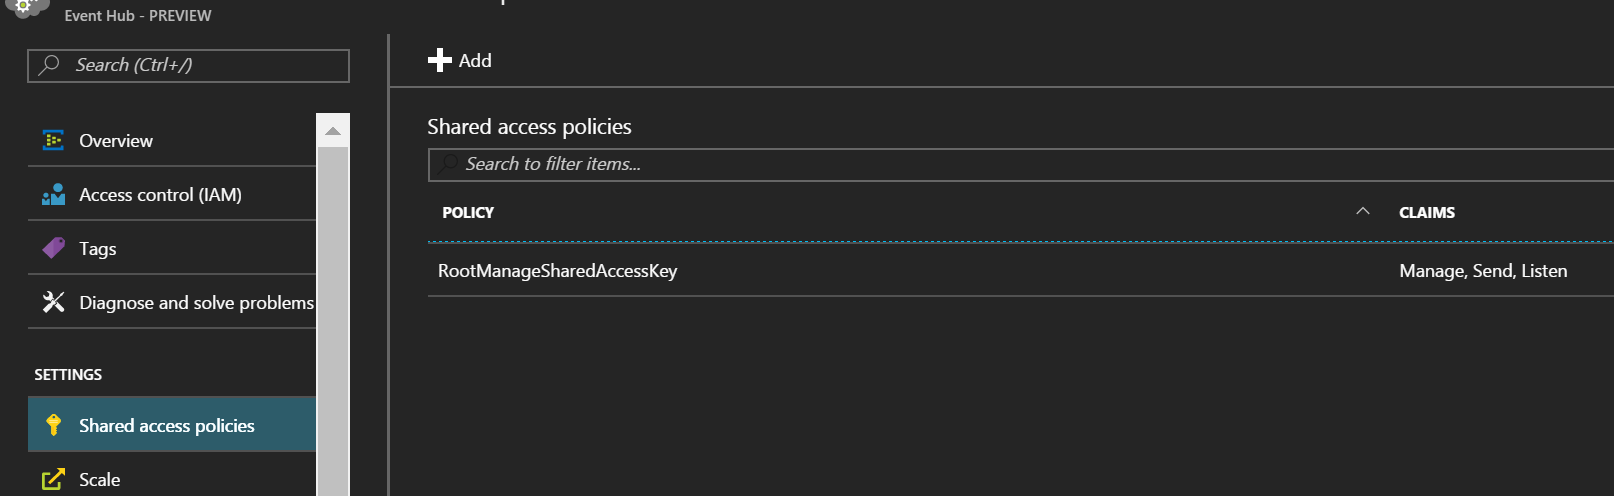 Event Hub - PREVIEW
Search (Ctrl+/)
Overview
Access control (IAM)
Tags
Diagnose and solve problems
SETTINGS
Shared access policies
Scale
Add
Shared access policies
Search to filter items...
POLICY CLAIMS
RootManageSharedAccessKey Manage, Send, Listen